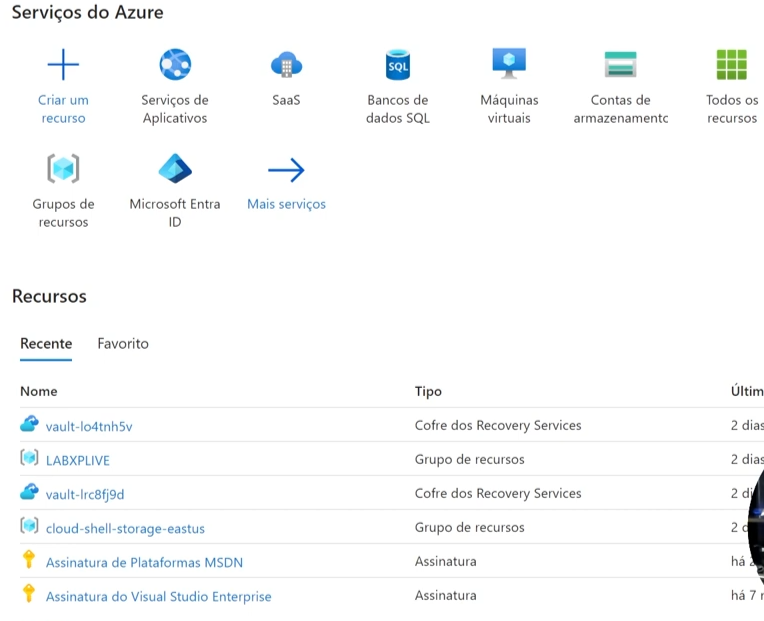 Serviços do Azure
Criar um recurso
Serviços de Aplicativos
SaaS
SQL
Bancos de dados SQL
Máquinas virtuais
Contas de armazenamento
Todos os recursos
Grupos de recursos
Microsoft Entra ID
Mais serviços
Recursos
Recente Favorito
Nome Tipo Últim
vault-lo4tnh5v Cofre dos Recovery Services 2 dias
LABXPLIVE Grupo de recursos 2 dias
vault-lrc8fj9d Cofre dos Recovery Services 2 di
cloud-shell-storage-eastus Grupo de recursos 2
Assinatura de Plataformas MSDN Assinatura há
Assinatura do Visual Studio Enterprise Assinatura há 7